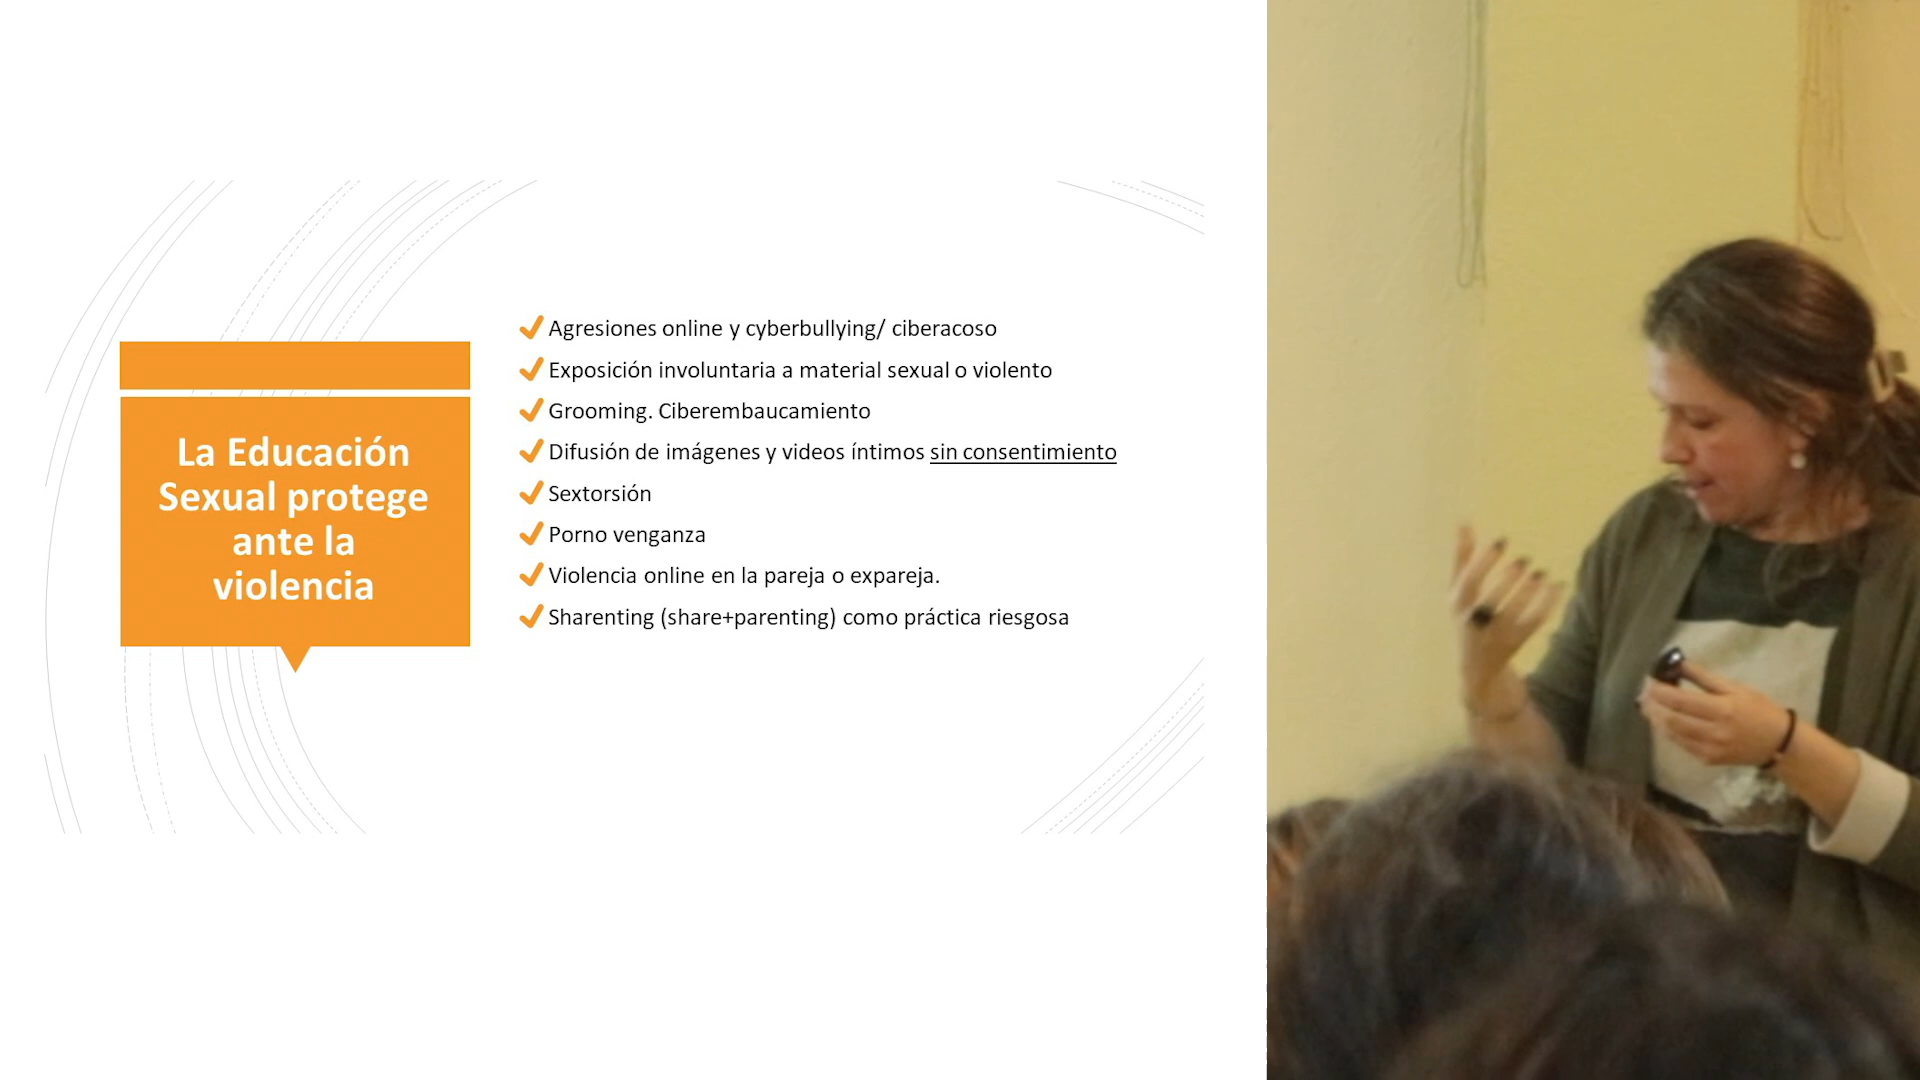 La Educación
Sexual protege
ante la
violencia
Agresiones online y cyberbullying/ ciberacoso
Exposición involuntaria a material sexual o violento
Grooming. Ciberembaucamiento
Difusión de imágenes y videos íntimos sin consentimiento
Sextorsión
Porno venganza
Violencia online en la pareja o expareja.
Sharenting (share+parenting) como práctica riesgosa